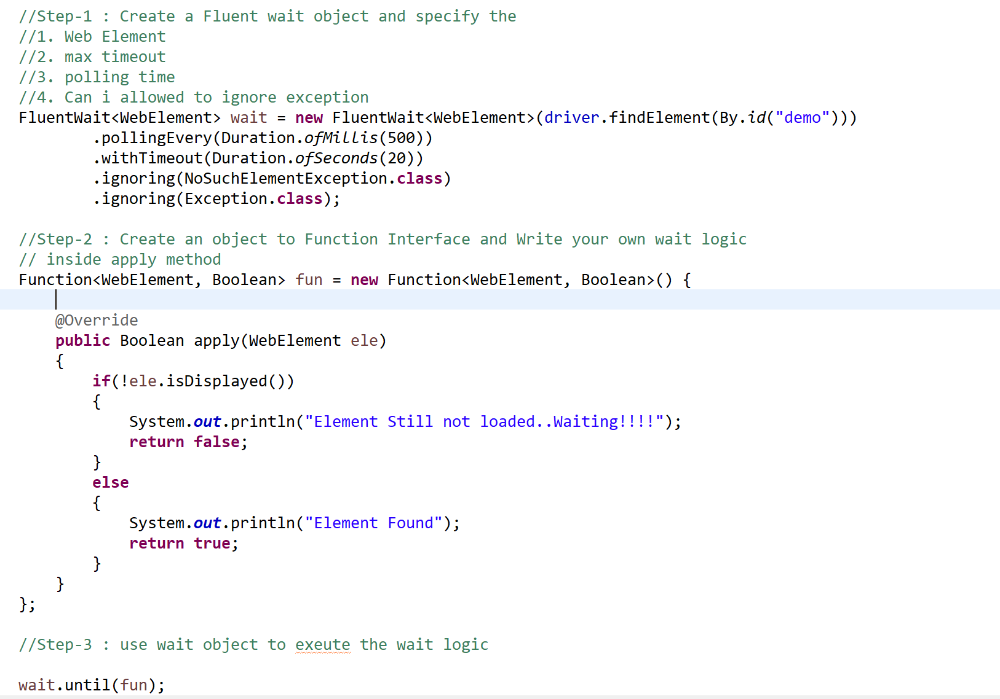 //Step-1 : Create a Fluent wait object and specify the
//1. Web Element
//2. max timeout
//3. polling time
//4. Can i allowed to ignore exception
FluentWait<WebElement> wait = new FluentWait<WebElement>(driver.findElement(By.id("demo")))
        .pollingEvery(Duration.ofMillis(500))
        .withTimeout(Duration.ofSeconds(20))
        .ignoring(NoSuchElementException.class)
        .ignoring(Exception.class);

//Step-2 : Create an object to Function Interface and Write your own wait logic
// inside apply method
Function<WebElement, Boolean> fun = new Function<WebElement, Boolean>() {

    @Override
    public Boolean apply(WebElement ele)
    {
        if(!ele.isDisplayed())
        {
            System.out.println("Element Still not loaded..Waiting!!!!");
            return false;
        }
        else
        {
            System.out.println("Element Found");
            return true;
        }
    }
};

//Step-3 : use wait object to exeute the wait logic

wait.until(fun);